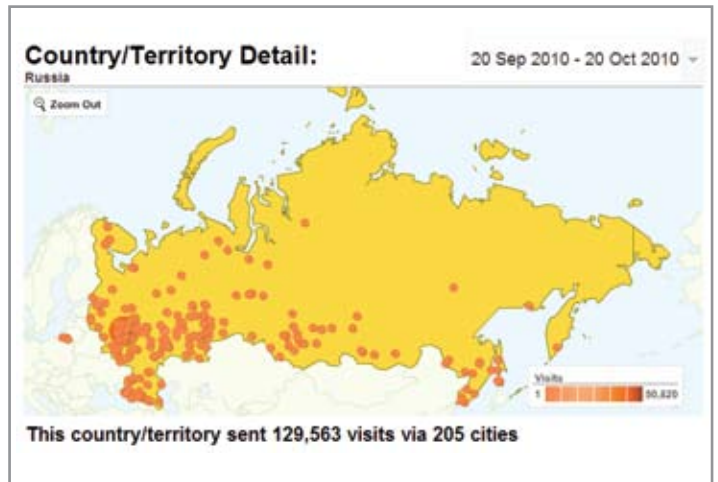 Country/Territory Detail:
20 Sep 2010 - 20 Oct 2010
Russia
Zoom Out
Visits
1
50,820
This country/territory sent 129,563 visits via 205 cities